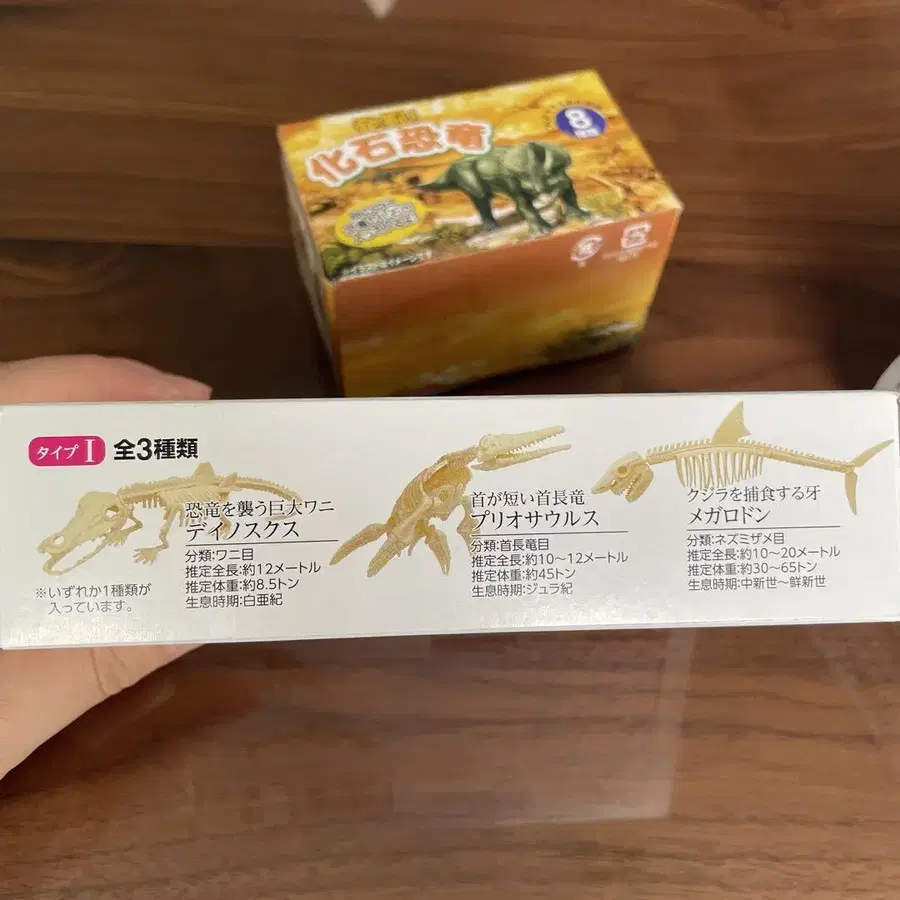 化石恐竜
8
タイプ I 全3種類
恐竜を襲う巨大ワニ
デイノスクス
分類:ワニ目
推定全長:約12メートル
推定体重:約8.5トン
生息時期:白亜紀
※いずれか1種類が
入っています。
首が短い首長竜
プリオサウルス
分類:首長竜目
推定全長:約10〜12メートル
推定体重:約45トン
生息時期:ジュラ紀
クジラを捕食する牙
メガロドン
分類:ネズミザメ目
推定全長:約10〜20メートル
推定体重:約30〜65トン
生息時期:中新世〜鮮新世